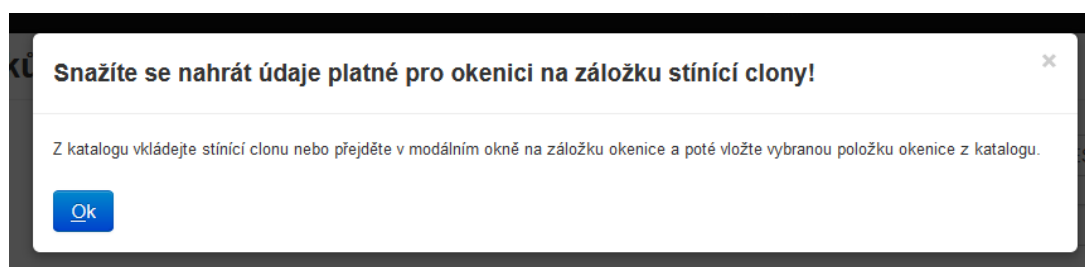 Snažíte se nahrát údaje platné pro okenici na záložku stínící clony!
×
Z katalogu vkládejte stínící clonu nebo přejděte v modálním okně na záložku okenice a poté vložte vybranou položku okenice z katalogu.
Ok